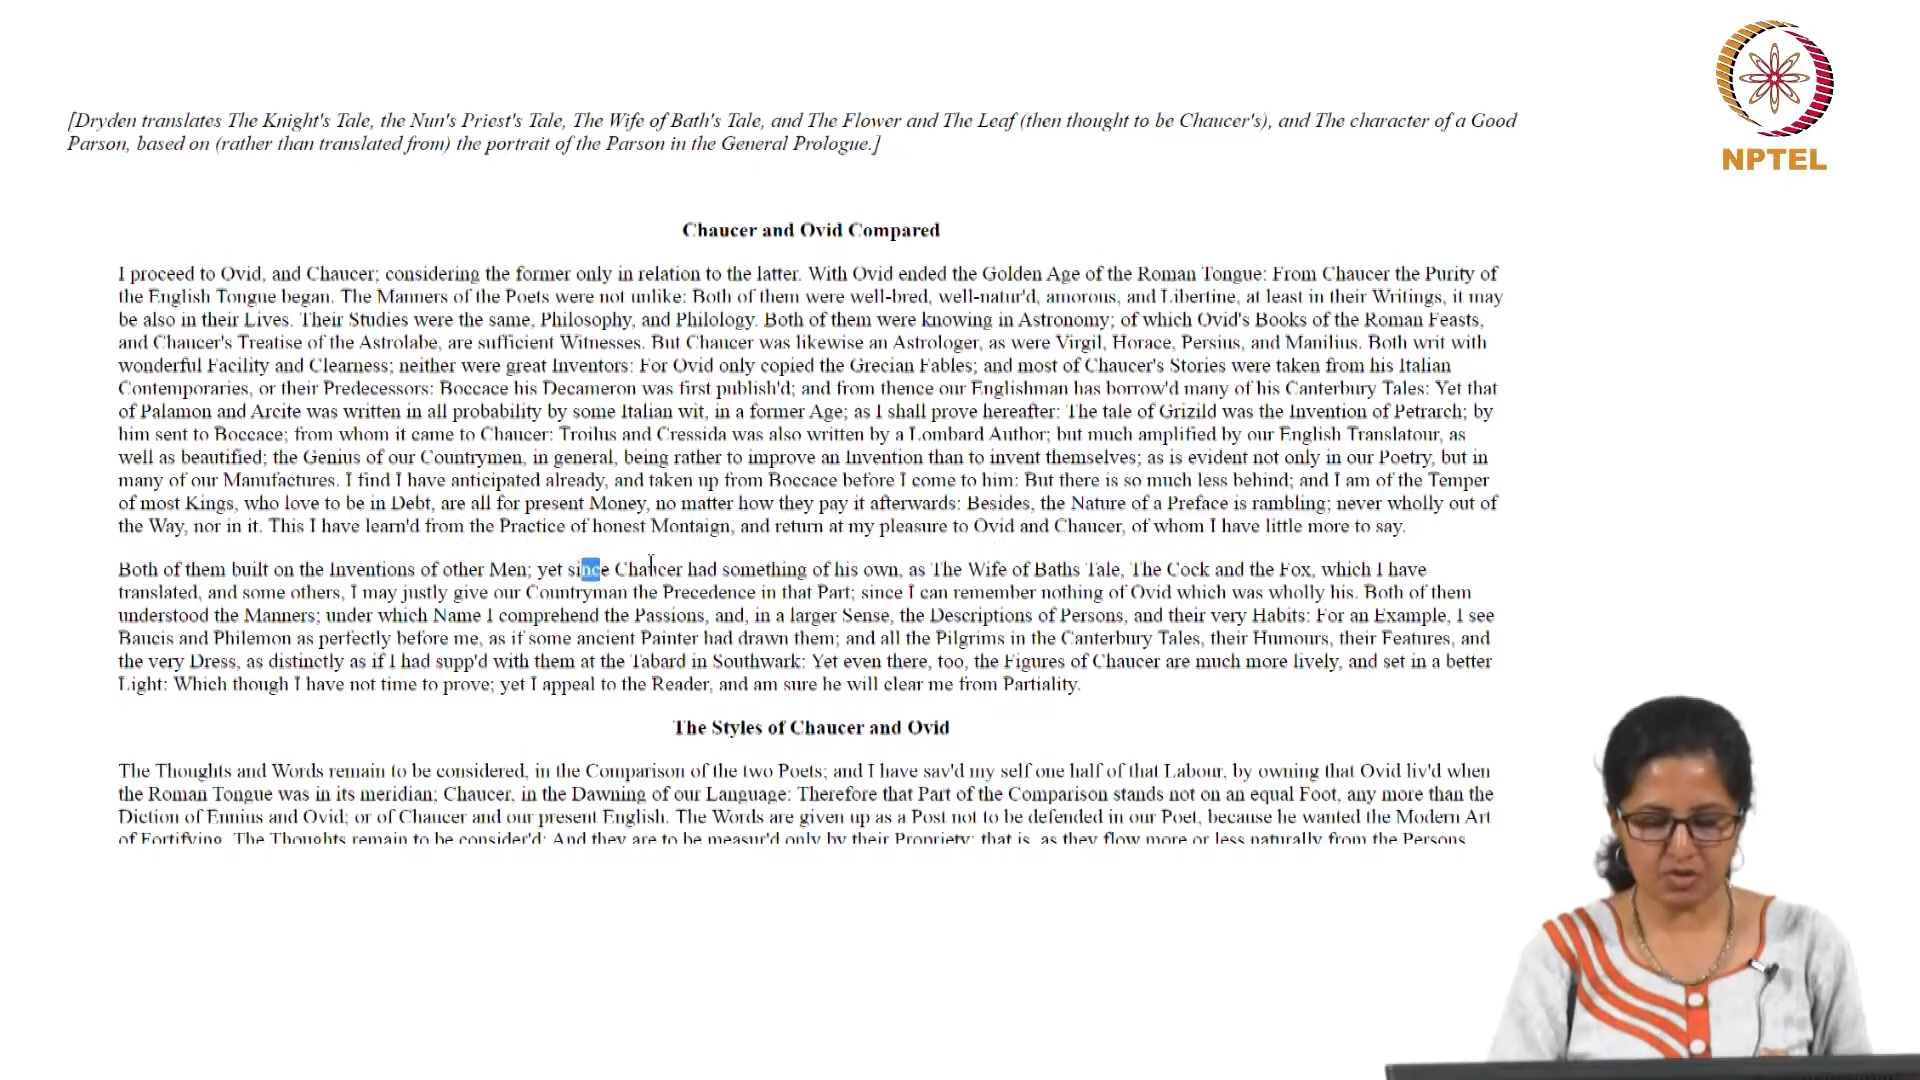 [Dryden translates The Knight's Tale, the Nun's Priest's Tale, The Wife of Bath's Tale, and The Flower and The Leaf (then thought to be Chaucer's), and The character of a Good
Parson, based on (rather than translated from) the portrait of the Parson in the General Prologue.]
NPTEL
Chaucer and Ovid Compared
I proceed to Ovid, and Chaucer; considering the former only in relation to the latter. With Ovid ended the Golden Age of the Roman Tongue: From Chaucer the Purity of
the English Tongue began. The Manners of the Poets were not unlike: Both of them were well-bred, well-natur'd, amorous, and Libertine, at least in their Writings, it may
be also in their Lives. Their Studies were the same, Philosophy, and Philology. Both of them were knowing in Astronomy; of which Ovid's Books of the Roman Feasts,
and Chaucer's Treatise of the Astrolabe, are sufficient Witnesses. But Chaucer was likewise an Astrologer, as were Virgil, Horace, Persius, and Manilius. Both writ with
wonderful Facility and Clearness; neither were great Inventors: For Ovid only copied the Grecian Fables; and most of Chaucer's Stories were taken from his Italian
Contemporaries, or their Predecessors: Boccace his Decameron was first publish'd; and from thence our Englishman has borrow'd many of his Canterbury Tales: Yet that
of Palamon and Arcite was written in all probability by some Italian wit, in a former Age; as I shall prove hereafter: The tale of Grizild was the Invention of Petrarch; by
him sent to Boccace; from whom it came to Chaucer: Troilus and Cressida was also written by a Lombard Author; but much amplified by our English Translatour, as
well as beautified; the Genius of our Countrymen, in general, being rather to improve an Invention than to invent themselves; as is evident not only in our Poetry, but in
many of our Manufactures. I find I have anticipated already, and taken up from Boccace before I come to him: But there is so much less behind; and I am of the Temper
of most Kings, who love to be in Debt, are all for present Money, no matter how they pay it afterwards: Besides, the Nature of a Preface is rambling; never wholly out of
the Way, nor in it. This I have learn'd from the Practice of honest Montaign, and return at my pleasure to Ovid and Chaucer, of whom I have little more to say.
Both of them built on the Inventions of other Men; yet since Chaucer had something of his own, as The Wife of Baths Tale, The Cock and the Fox, which I have
translated, and some others, I may justly give our Countryman the Precedence in that Part; since I can remember nothing of Ovid which was wholly his. Both of them
understood the Manners; under which Name I comprehend the Passions, and, in a larger Sense, the Descriptions of Persons, and their very Habits: For an Example, I see
Baucis and Philemon as perfectly before me, as if some ancient Painter had drawn them; and all the Pilgrims in the Canterbury Tales, their Humours, their Features, and
the very Dress, as distinctly as if I had supp'd with them at the Tabard in Southwark: Yet even there, too, the Figures of Chaucer are much more lively, and set in a better
Light: Which though I have not time to prove; yet I appeal to the Reader, and am sure he will clear me from Partiality.
The Styles of Chaucer and Ovid
The Thoughts and Words remain to be considered, in the Comparison of the two Poets; and I have sav'd my self one half of that Labour, by owning that Ovid liv'd when
the Roman Tongue was in its meridian; Chaucer, in the Dawning of our Language: Therefore that Part of the Comparison stands not on an equal Foot, any more than the
Diction of Ennius and Ovid; or of Chaucer and our present English. The Words are given up as a Post not to be defended in our Poet, because he wanted the Modern Art
of Fortifying. The Thoughts remain to be consider'd: And they are to be measur'd only by their Propriety; that is, as they flow more or less naturally from the Persons